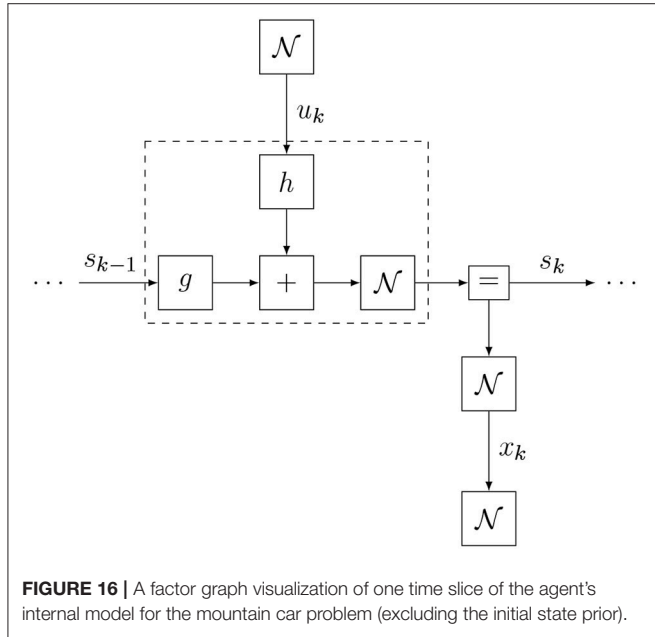 𝒩
u_k
h
s_{k−1}
s_k
⋯ g + 𝒩 = ⋯
𝒩
x_k
𝒩
FIGURE 16 | A factor graph visualization of one time slice of the agent's
internal model for the mountain car problem (excluding the initial state prior).